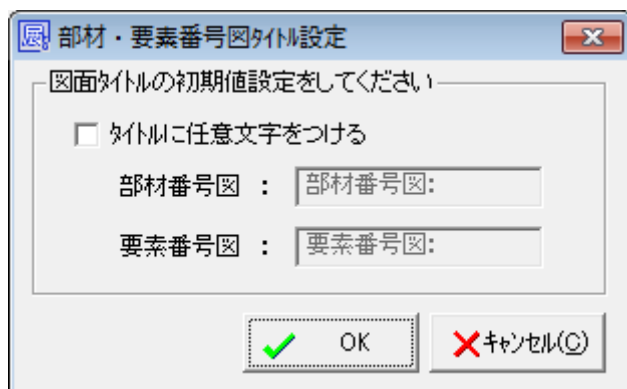 部材・要素番号図ﾀｲﾄﾙ設定
図面ﾀｲﾄﾙの初期値設定をしてください
ﾀｲﾄﾙに任意文字をつける
部材番号図 : 部材番号図:
要素番号図 : 要素番号図:
OK ｷｬﾝｾﾙ(C)